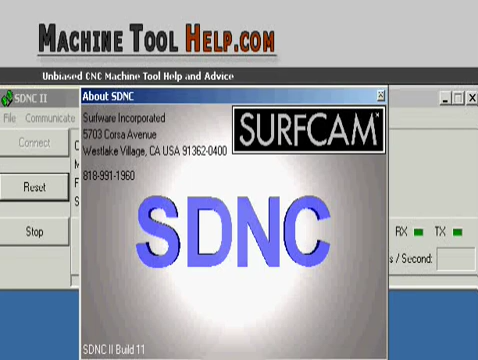 MACHINE TOOL HELP.COM
Unbiased CNC Machine Tool Help and Advice
SDNC II
About SDNC
File Communicate
Surfware Incorporated
5703 Corsa Avenue
Westlake Village, CA USA 91362-0400
818-991-1960
SURFCAM
Connect
Reset
Stop
SDNC
RX TX
s / Second:
SDNC II Build 11